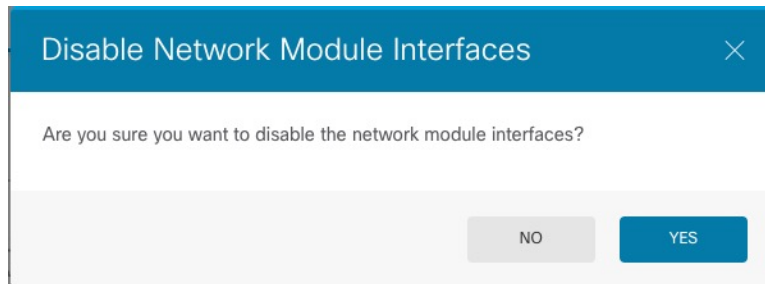 Disable Network Module Interfaces
Are you sure you want to disable the network module interfaces?
NO
YES